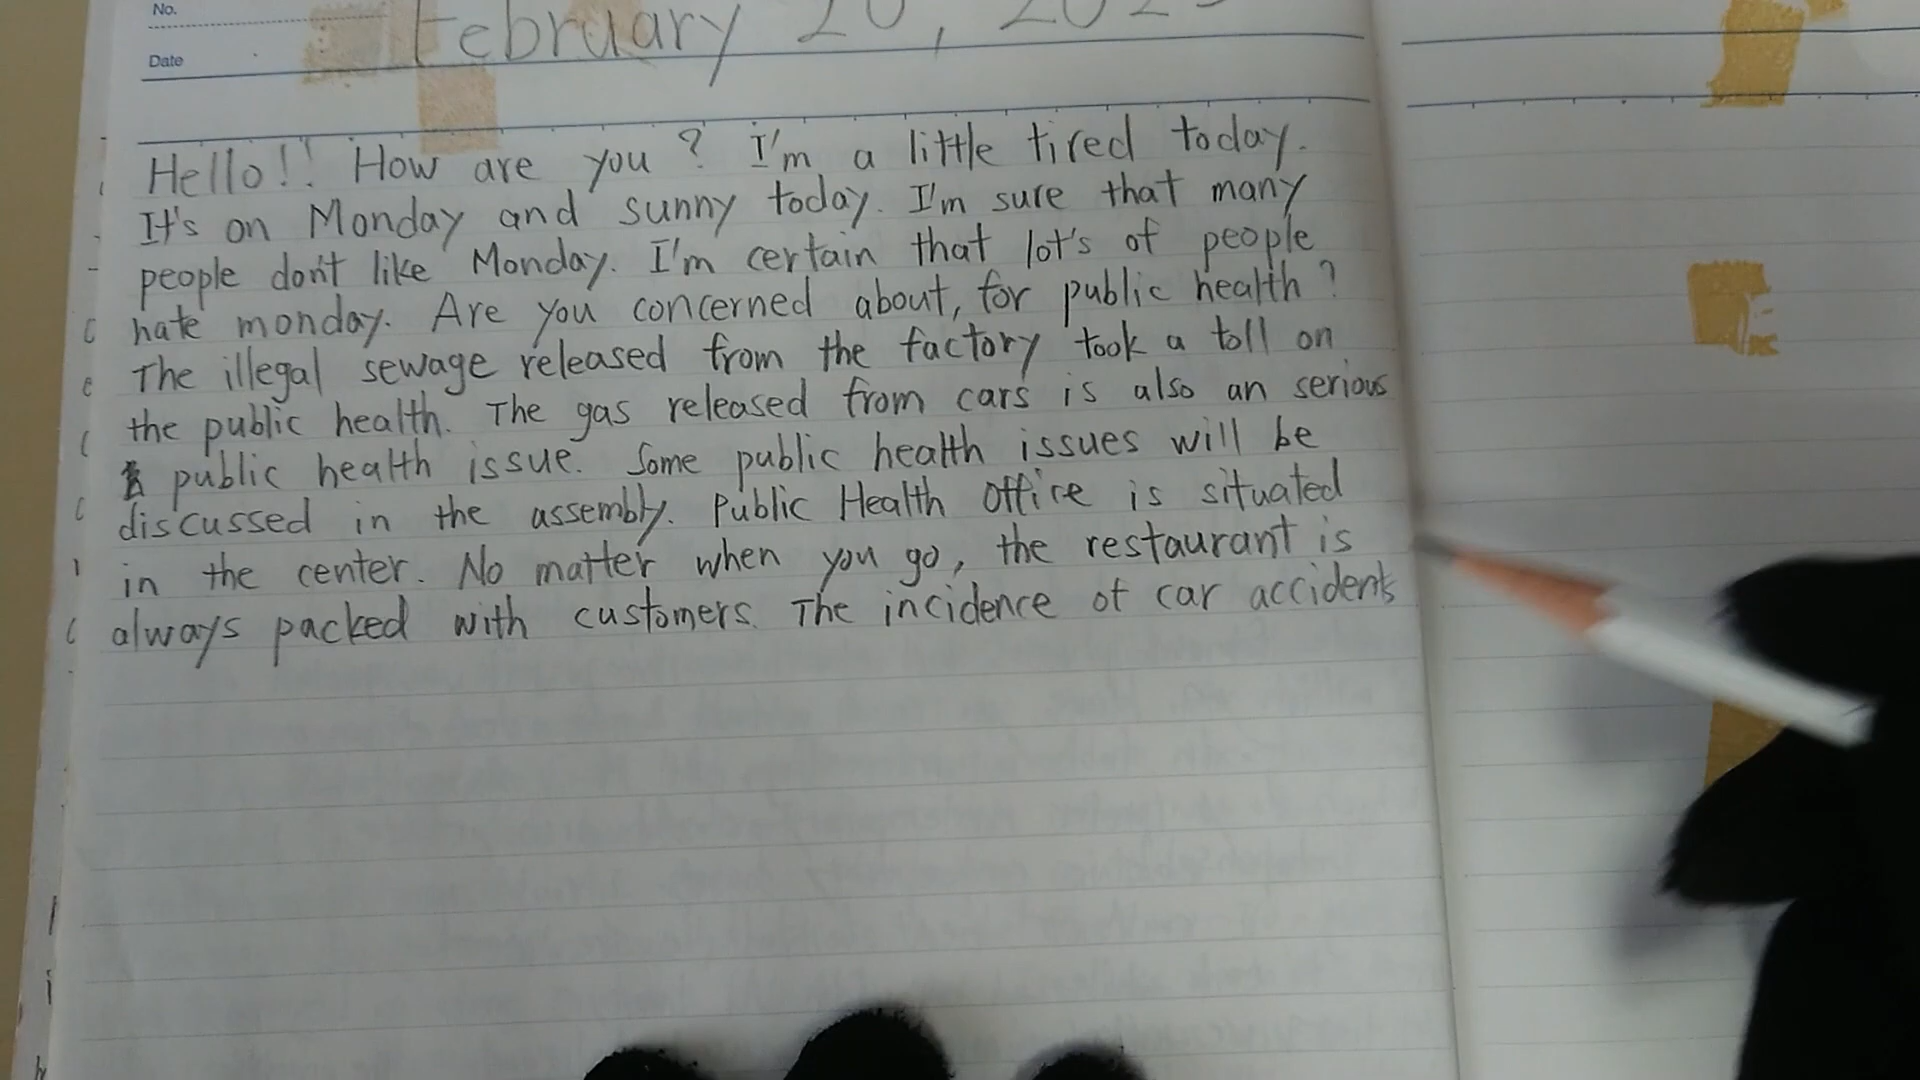 No.
Date
February 20, 202
Hello!! How are you? I'm a little tired today.
It's on Monday and sunny today. I'm sure that many
people don't like Monday. I'm certain that lot's of people
hate monday. Are you concerned about, for public health?
The illegal sewage released from the factory took a toll on
the public health. The gas released from cars is also an serious
public health issue. Some public health issues will be
discussed in the assembly. Public Health Office is situated
in the center. No matter when you go, the restaurant is
always packed with customers. The incidence of car accidents